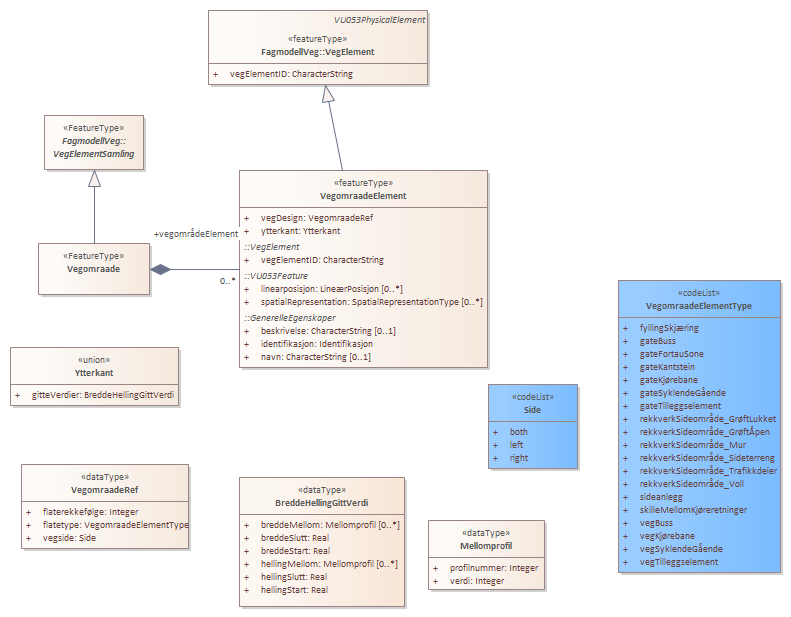 VU053PhysicalElement
«featureType»
FagmodellVeg::VegElement
+ vegElementID: CharacterString
«FeatureType»
FagmodellVeg::
VegElementSamling
«featureType»
VegomraadeElement
+ vegDesign: VegomraadeRef
+ ytterkant: Ytterkant
::VegElement
+ vegElementID: CharacterString
::VU053Feature
+ linearposisjon: LineærPosisjon [0..*]
+ spatialRepresentation: SpatialRepresentationType [0..*]
::GenerelleEgenskaper
+ beskrivelse: CharacterString [0..1]
+ identifikasjon: Identifikasjon
+ navn: CharacterString [0..1]
+vegområdeElement
0..*
«FeatureType»
Vegomraade
«union»
Ytterkant
+ gitteVerdier: BreddeHellingGittVerdi
«codeList»
VegomraadeElementType
+ fyllingSkjæring
+ gateBuss
+ gateFortauSone
+ gateKantstein
+ gateKjørebane
+ gateSyklendeGående
+ gateTilleggselement
+ rekkverkSideområde_GrøftLukket
+ rekkverkSideområde_GrøftÅpen
+ rekkverkSideområde_Mur
+ rekkverkSideområde_Sideterreng
+ rekkverkSideområde_Trafikkdeler
+ rekkverkSideområde_Voll
+ sideanlegg
+ skilleMellomKjøreretninger
+ vegBuss
+ vegKjørebane
+ vegSyklendeGående
+ vegTilleggselement
«codeList»
Side
+ both
+ left
+ right
«dataType»
VegomraadeRef
+ flaterekkefølge: Integer
+ flatetype: VegomraadeElementType
+ vegside: Side
«dataType»
BreddeHellingGittVerdi
+ breddeMellom: Mellomprofil [0..*]
+ breddeSlutt: Real
+ breddeStart: Real
+ hellingMellom: Mellomprofil [0..*]
+ hellingSlutt: Real
+ hellingStart: Real
«dataType»
Mellomprofil
+ profilnummer: Integer
+ verdi: Integer